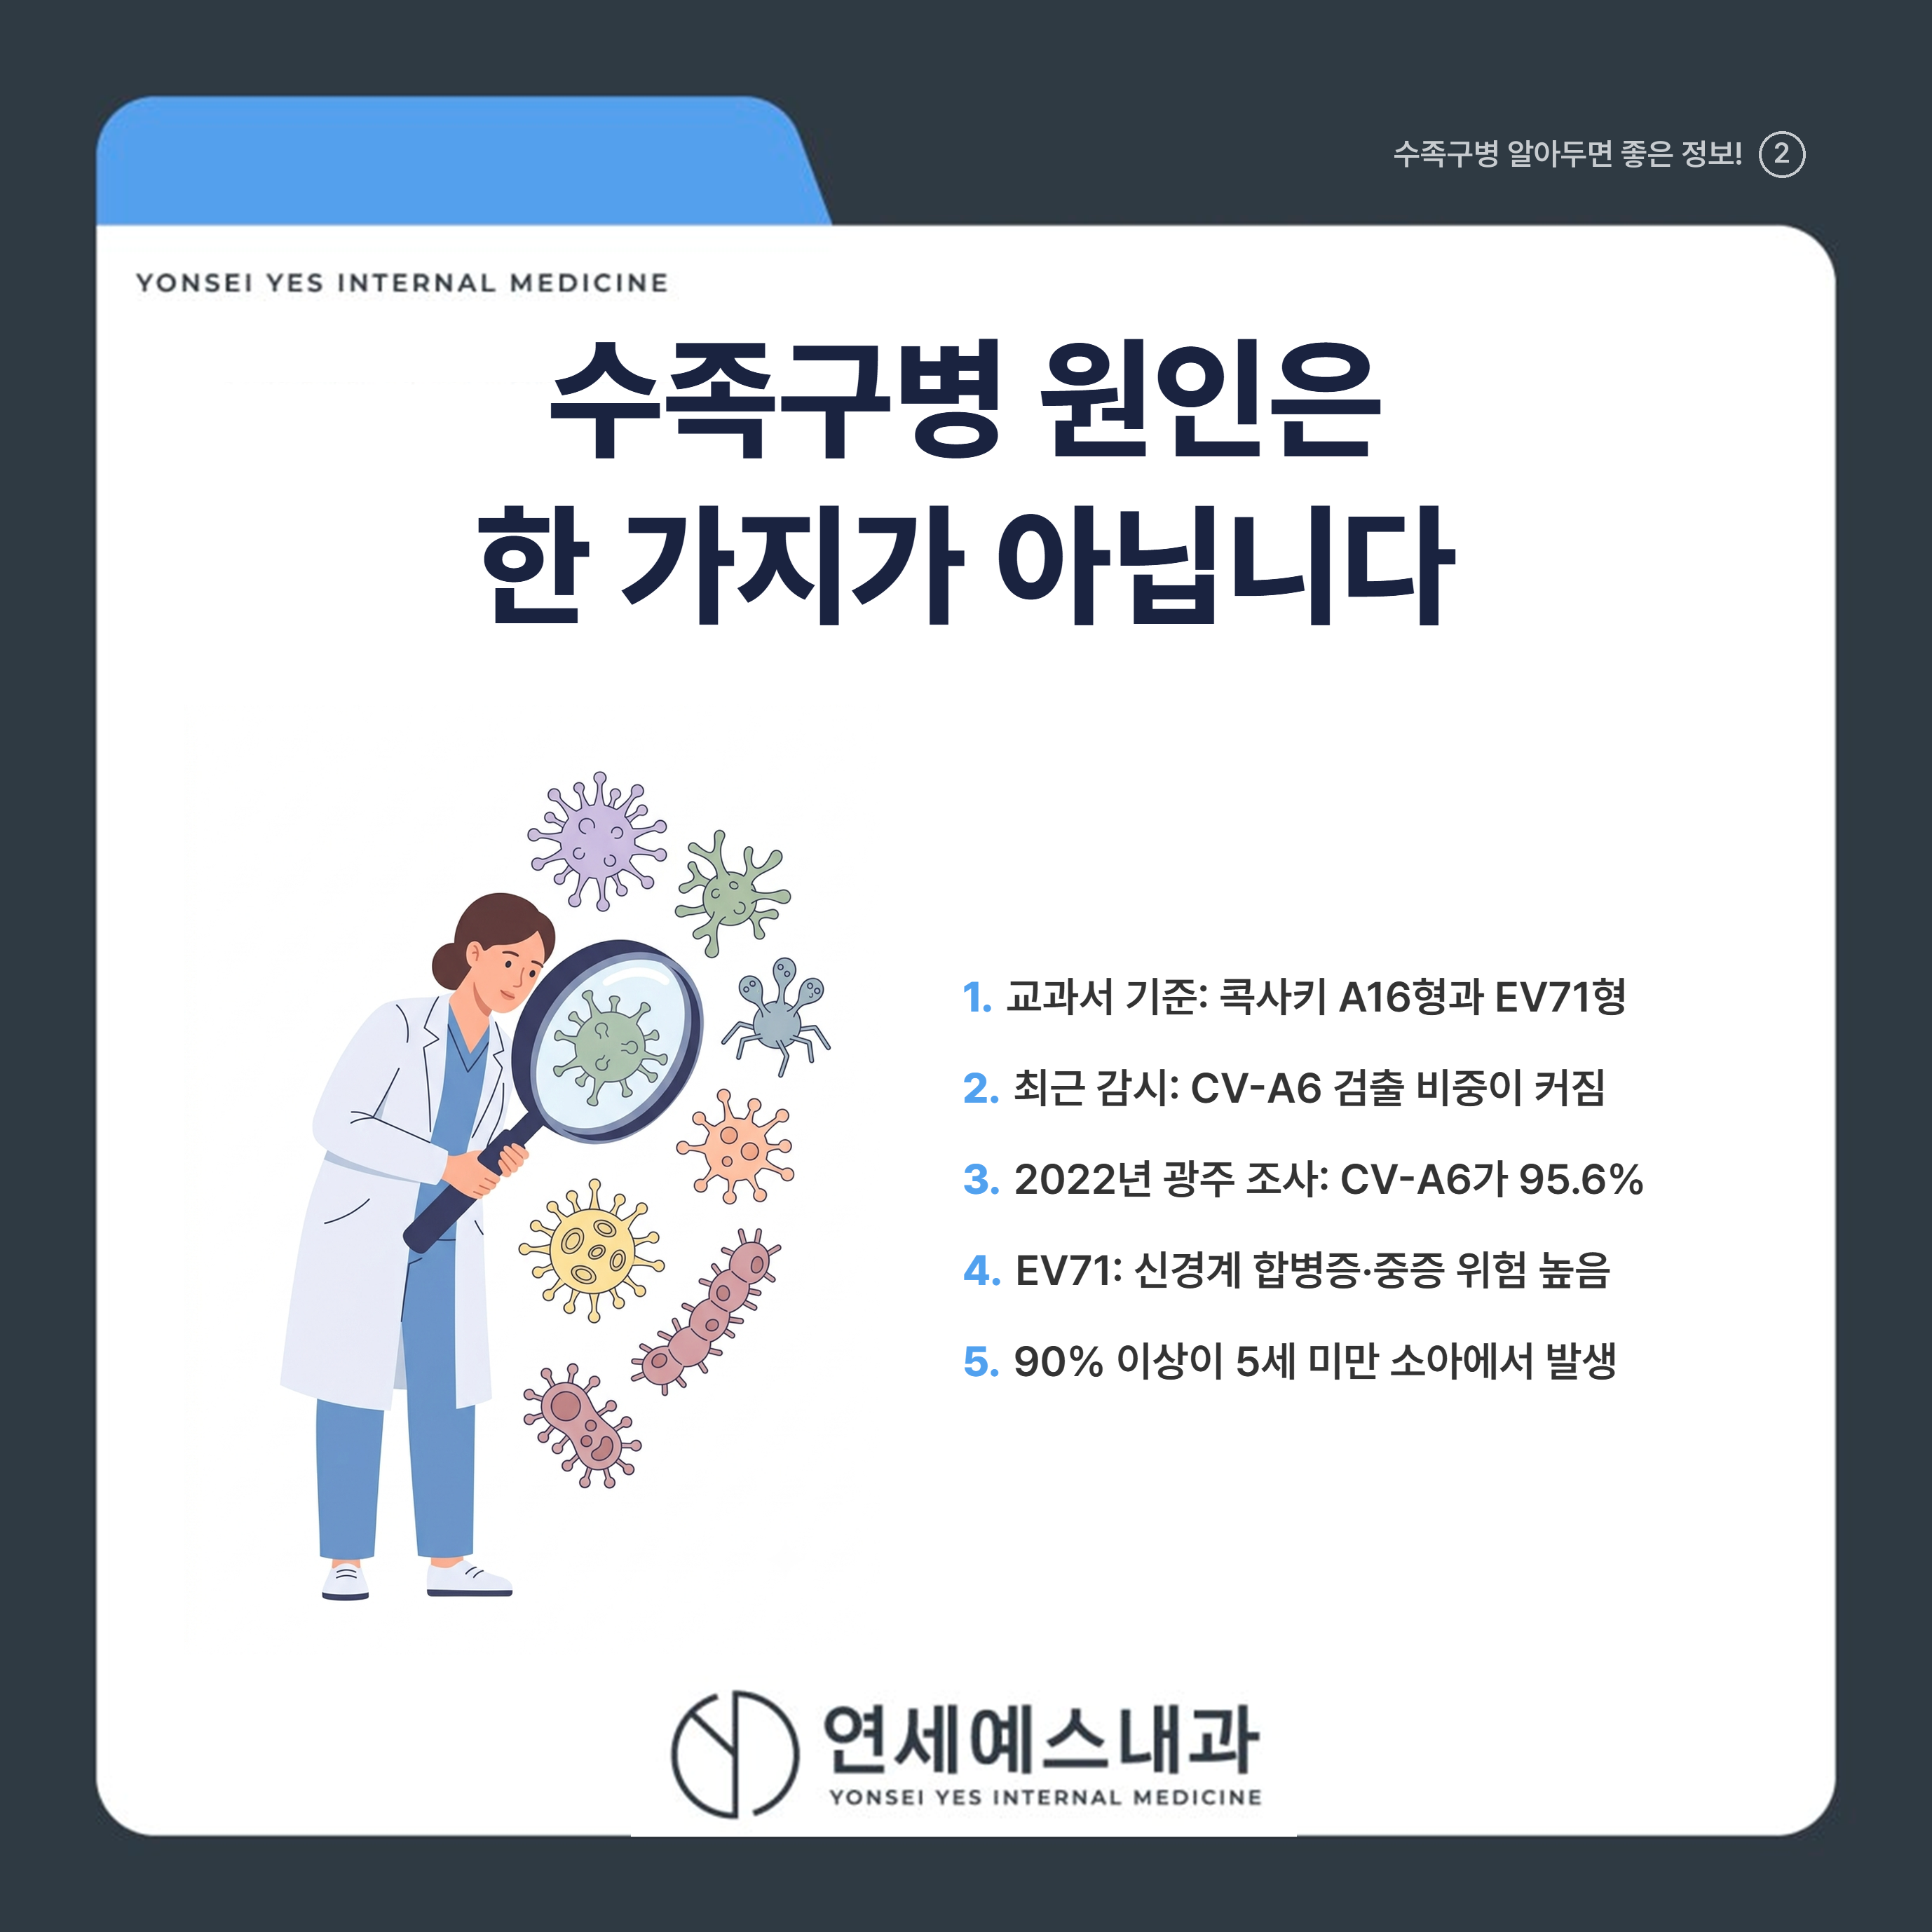 수족구병 알아두면 좋은 정보! 2
YONSEI YES INTERNAL MEDICINE
수족구병 원인은
한 가지가 아닙니다
1. 교과서 기준: 콕사키 A16형과 EV71형
2. 최근 감시: CV-A6 검출 비중이 커짐
3. 2022년 광주 조사: CV-A6가 95.6%
4. EV71: 신경계 합병증·중증 위험 높음
5. 90% 이상이 5세 미만 소아에서 발생
연세예스내과
YONSEI YES INTERNAL MEDICINE